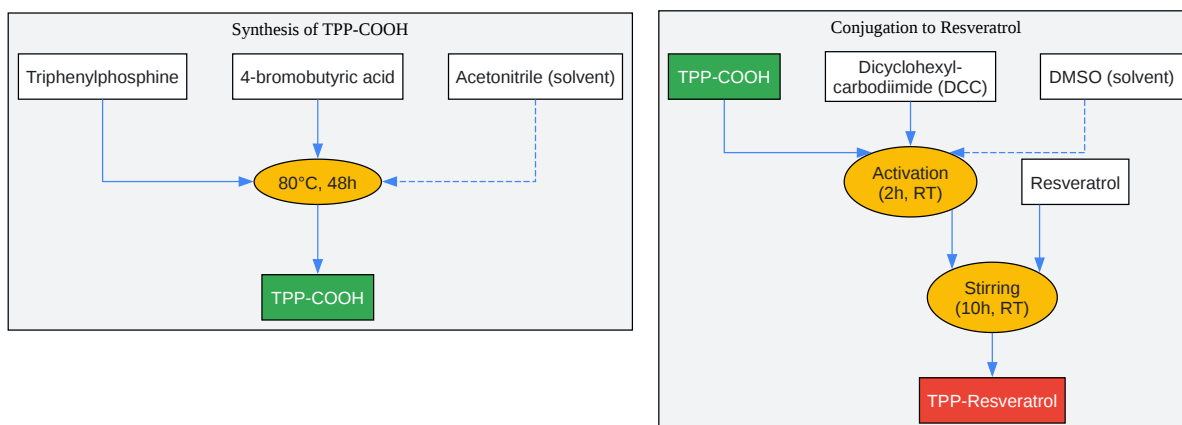 Synthesis of TPP-COOH
Triphenylphosphine
4-bromobutyric acid
Acetonitrile (solvent)
80°C, 48h
TPP-COOH
Conjugation to Resveratrol
TPP-COOH
Dicyclohexyl-
carbodiimide (DCC)
DMSO (solvent)
Activation
(2h, RT)
Resveratrol
Stirring
(10h, RT)
TPP-Resveratrol